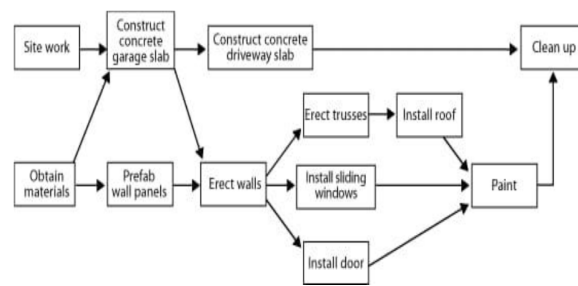 Construct
concrete
garage slab
Site work
Construct concrete
driveway slab
Clean up
Erect trusses
Install roof
Obtain
materials
Prefab
wall panels
Erect walls
Install sliding
windows
Paint
Install door